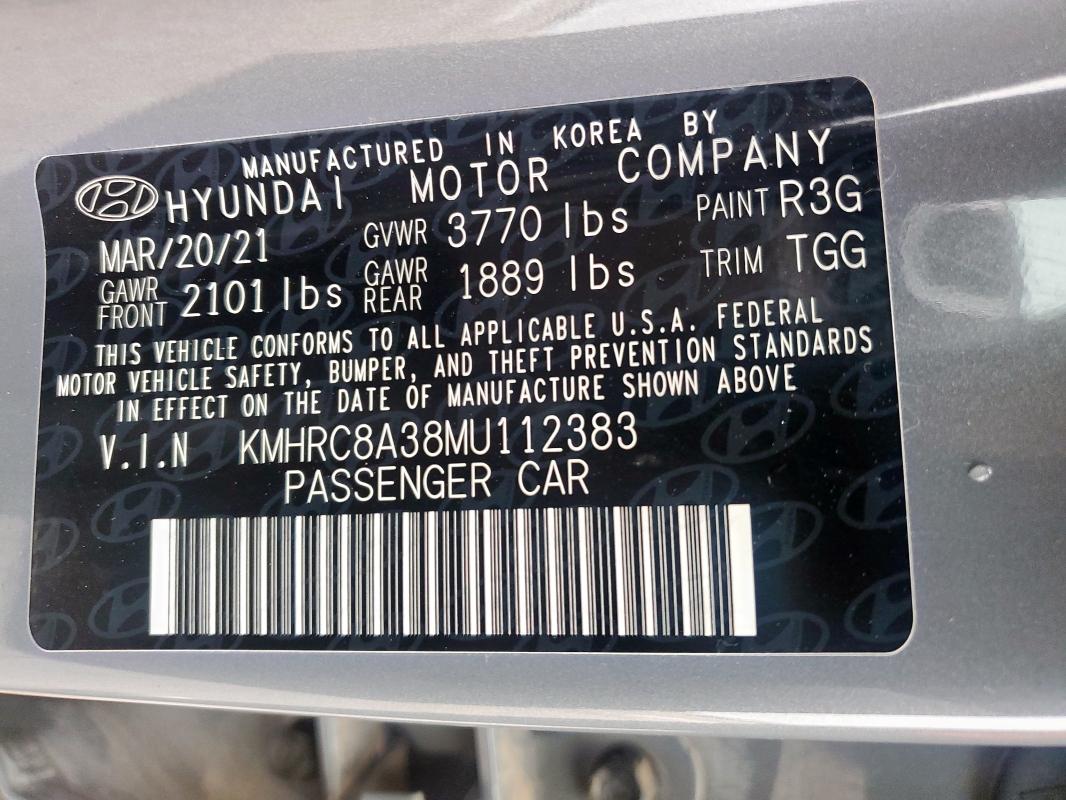 MANUFACTURED IN KOREA BY
HYUNDAI MOTOR COMPANY
MAR/20/21 GVWR 3770 lbs PAINT R3G
GAWR FRONT 2101 lbs GAWR REAR 1889 lbs TRIM TGG
THIS VEHICLE CONFORMS TO ALL APPLICABLE U.S.A. FEDERAL
MOTOR VEHICLE SAFETY, BUMPER, AND THEFT PREVENTION STANDARDS
IN EFFECT ON THE DATE OF MANUFACTURE SHOWN ABOVE
V.I.N KMHRC8A38MU112383
PASSENGER CAR